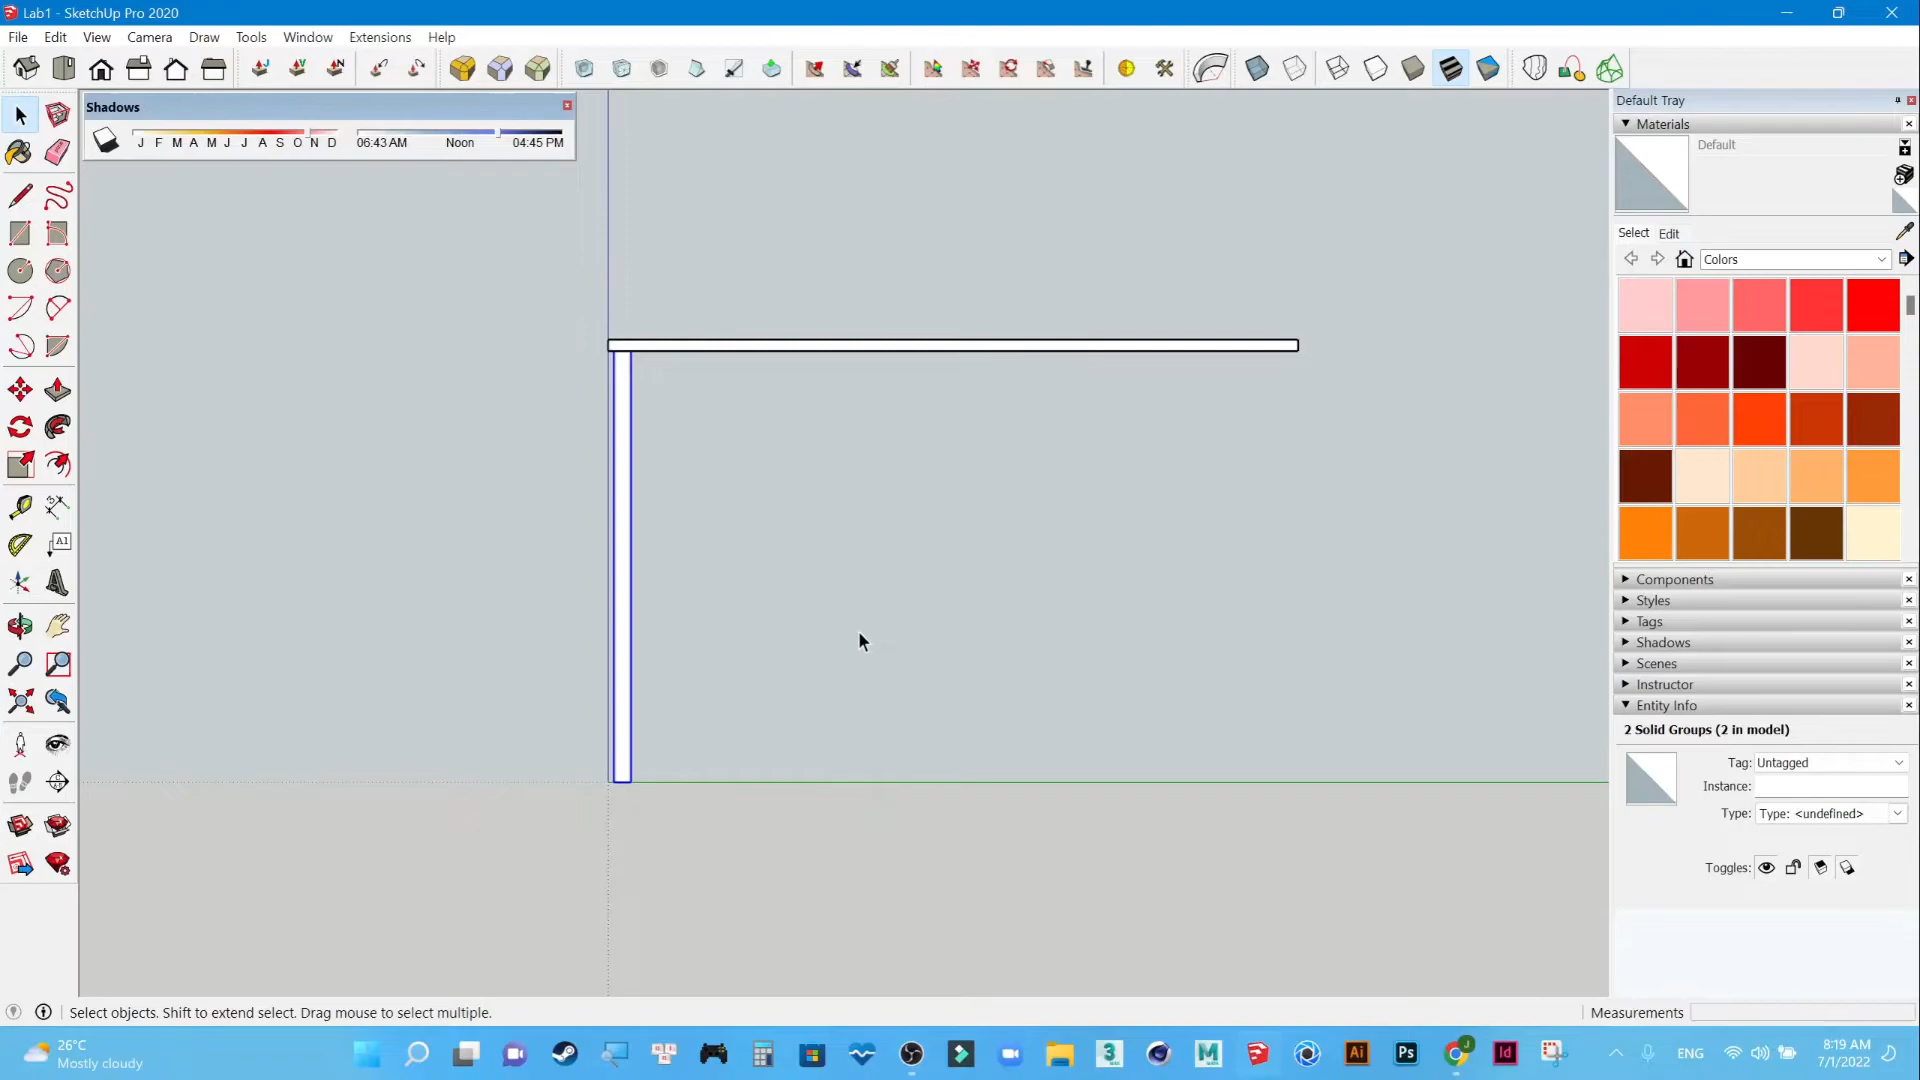 Lab1 - SketchUp Pro 2020
File Edit View Camera Draw Tools Window Extensions Help
Shadows
J F M A M J J A S O N D 06:43 AM Noon 04:45 PM
Default Tray
Materials
Default
Select Edit
Colors
Components
Styles
Tags
Shadows
Scenes
Instructor
Entity Info
2 Solid Groups (2 in model)
Tag: Untagged
Instance:
Type: Type: <undefined>
Toggles:
Select objects. Shift to extend select. Drag mouse to select multiple.
Measurements
26°C
Mostly cloudy
ENG
8:19 AM
7/1/2022